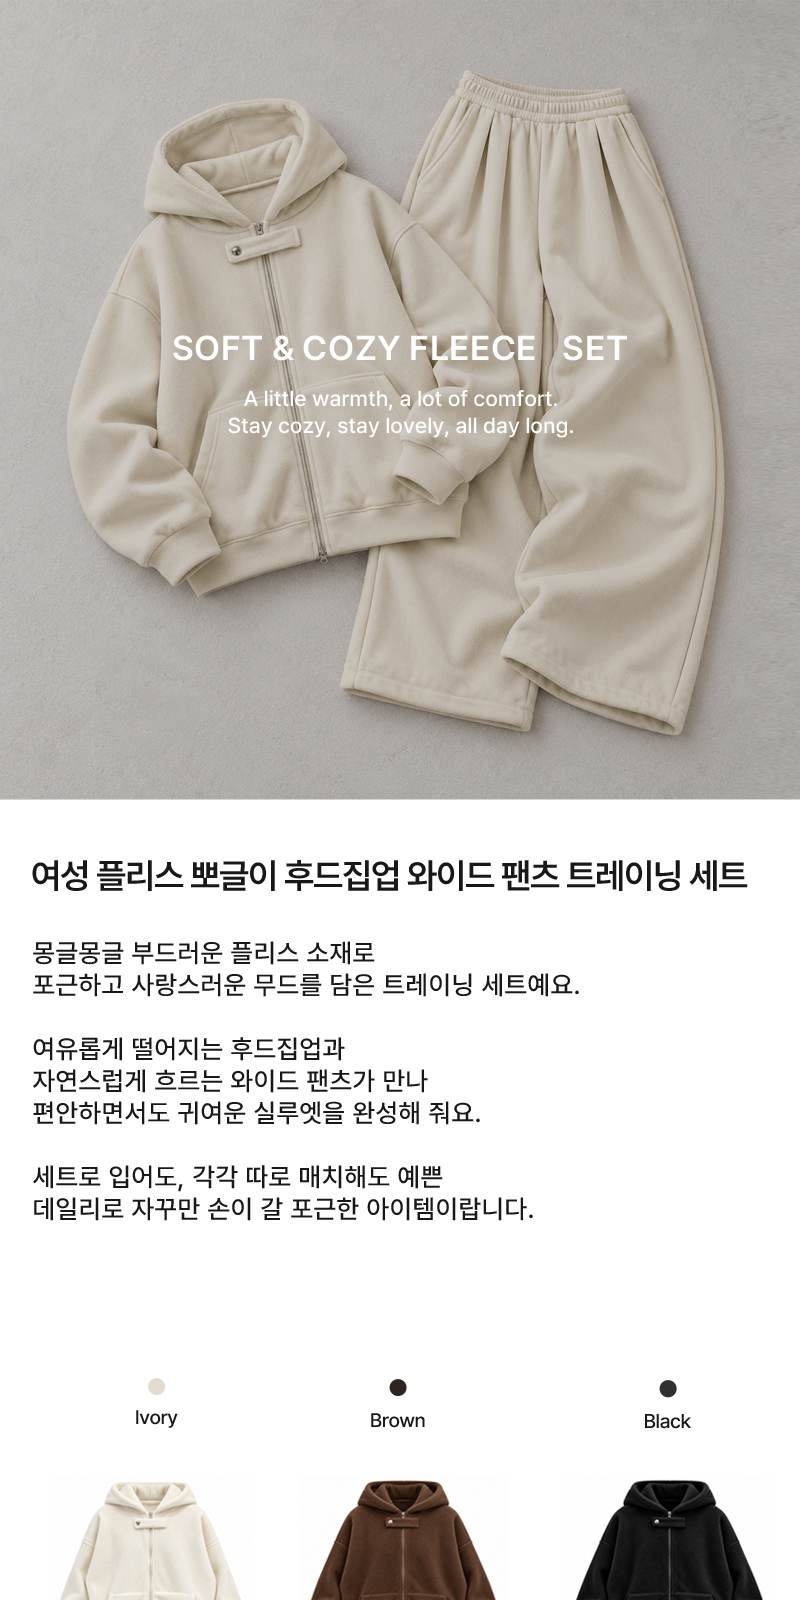 SOFT & COZY FLEECE SET
A little warmth, a lot of comfort.
Stay cozy, stay lovely, all day long.
여성 플리스 뽀글이 후드집업 와이드 팬츠 트레이닝 세트
몽글몽글 부드러운 플리스 소재로
포근하고 사랑스러운 무드를 담은 트레이닝 세트예요.
여유롭게 떨어지는 후드집업과
자연스럽게 흐르는 와이드 팬츠가 만나
편안하면서도 귀여운 실루엣을 완성해 줘요.
세트로 입어도, 각각 따로 매치해도 예쁜
데일리로 자꾸만 손이 갈 포근한 아이템이랍니다.
Ivory
Brown
Black